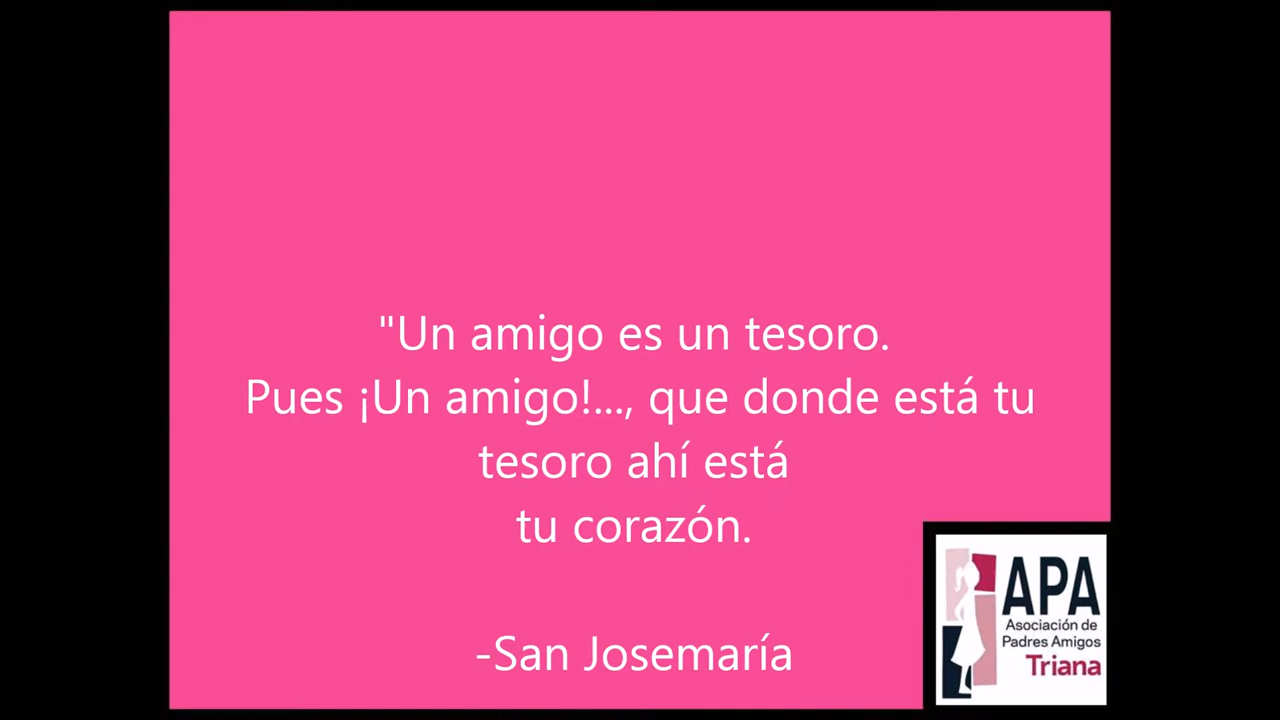 "Un amigo es un tesoro.
Pues ¡Un amigo!..., que donde está tu
tesoro ahí está
tu corazón.
-San Josemaría
APA
Asociación de
Padres Amigos
Triana